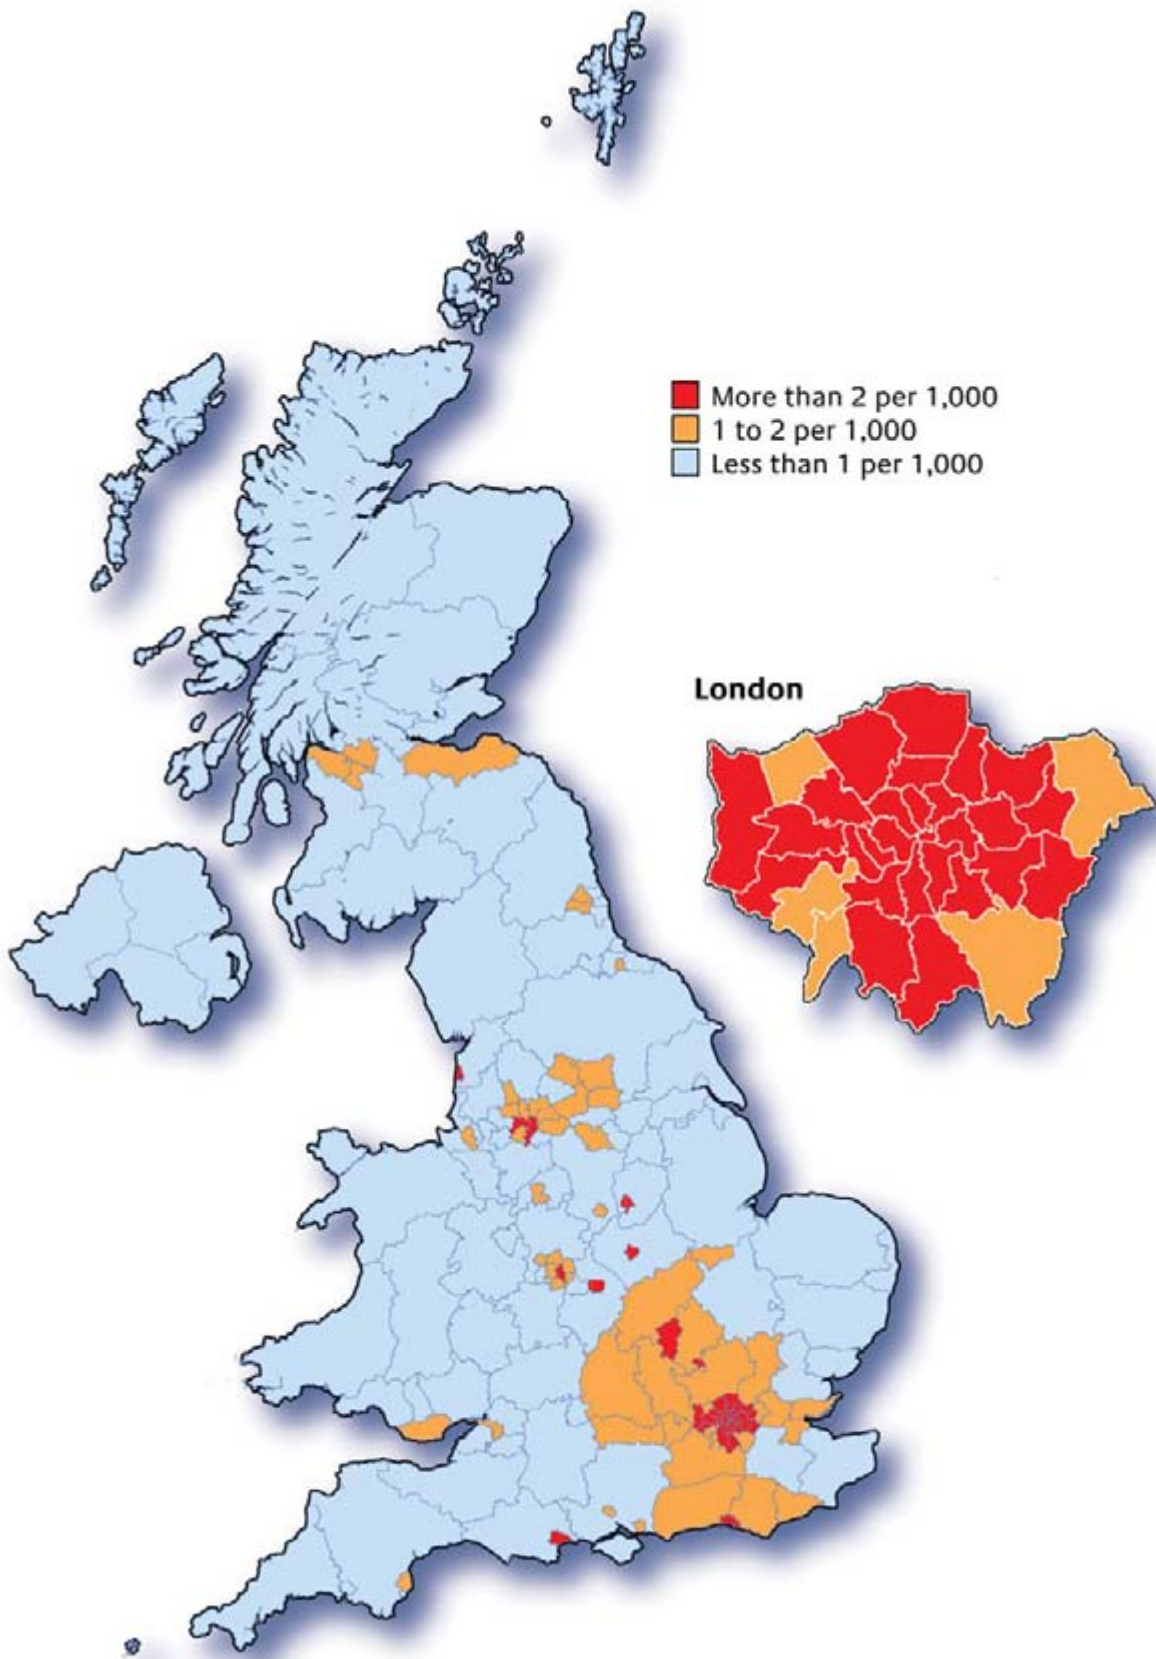 More than 2 per 1,000
1 to 2 per 1,000
Less than 1 per 1,000
London